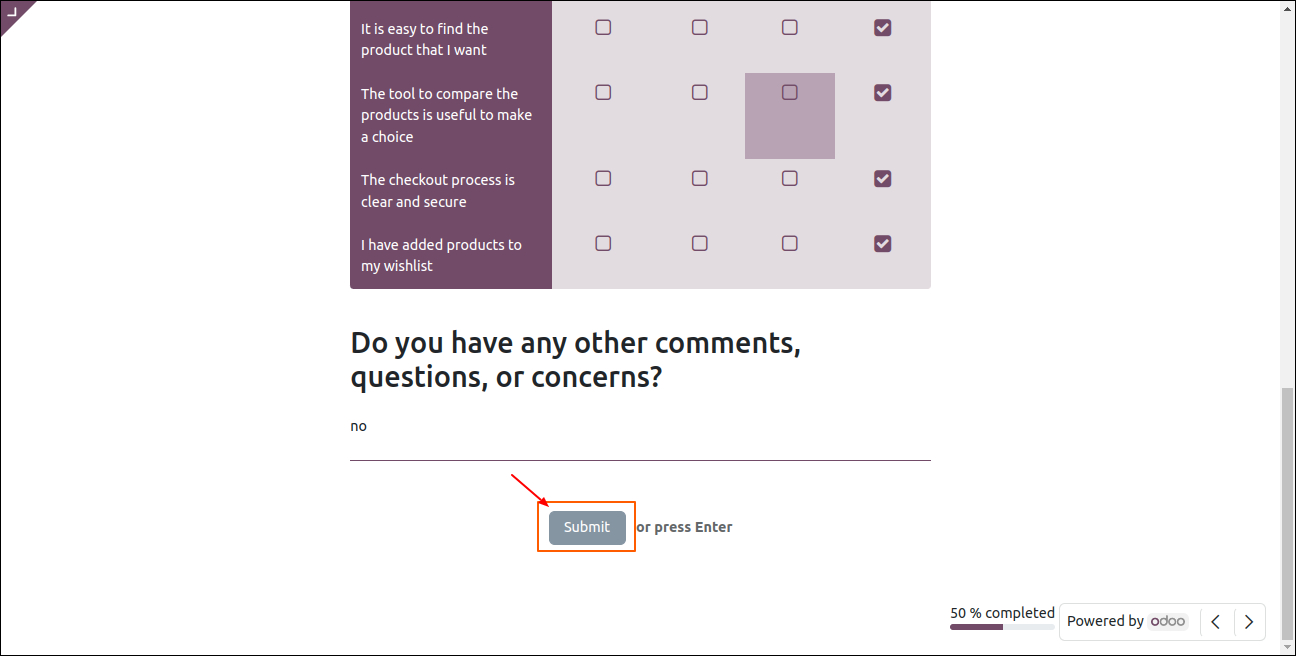 It is easy to find the
product that I want
The tool to compare the
products is useful to make
a choice
The checkout process is
clear and secure
I have added products to
my wishlist
Do you have any other comments,
questions, or concerns?
no
Submit or press Enter
50 % completed
Powered by odoo